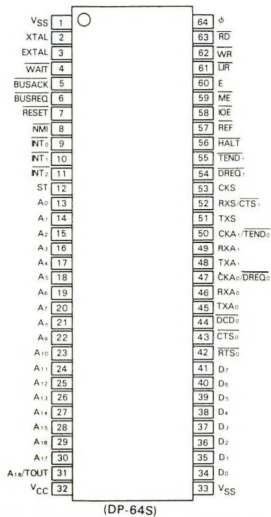 VSS 1 64 ϕ
XTAL 2 63 RD
EXTAL 3 62 WR
WAIT 4 61 LIR
BUSACK 5 60 E
BUSREQ 6 59 ME
RESET 7 58 IOE
NMI 8 57 REF
INT0 9 56 HALT
INT1 10 55 TEND1
INT2 11 54 DREQ1
ST 12 53 CKS
A0 13 52 RXS/CTS1
A1 14 51 TXS
A2 15 50 CKA1/TEND0
A3 16 49 RXA1
A4 17 48 TXA1
A5 18 47 CKA0/DREQ0
A6 19 46 RXA0
A7 20 45 TXA0
A8 21 44 DCD0
A9 22 43 CTS0
A10 23 42 RTS0
A11 24 41 D7
A12 25 40 D6
A13 26 39 D5
A14 27 38 D4
A15 28 37 D3
A16 29 36 D2
A17 30 35 D1
A18/TOUT 31 34 D0
VCC 32 33 VSS
(DP-64S)